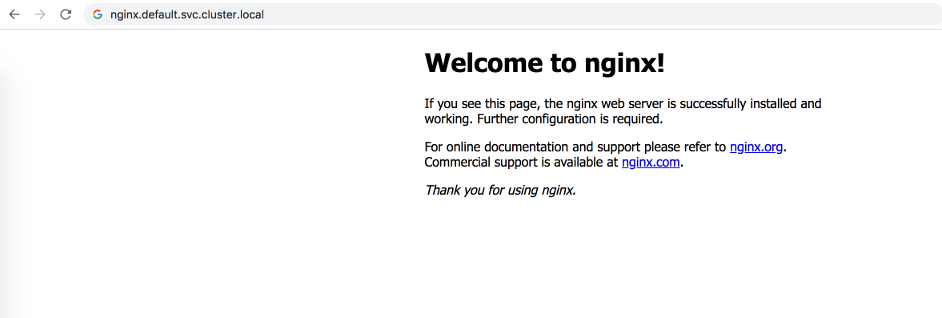 nginx.default.svc.cluster.local
Welcome to nginx!
If you see this page, the nginx web server is successfully installed and
working. Further configuration is required.
For online documentation and support please refer to nginx.org.
Commercial support is available at nginx.com.
Thank you for using nginx.